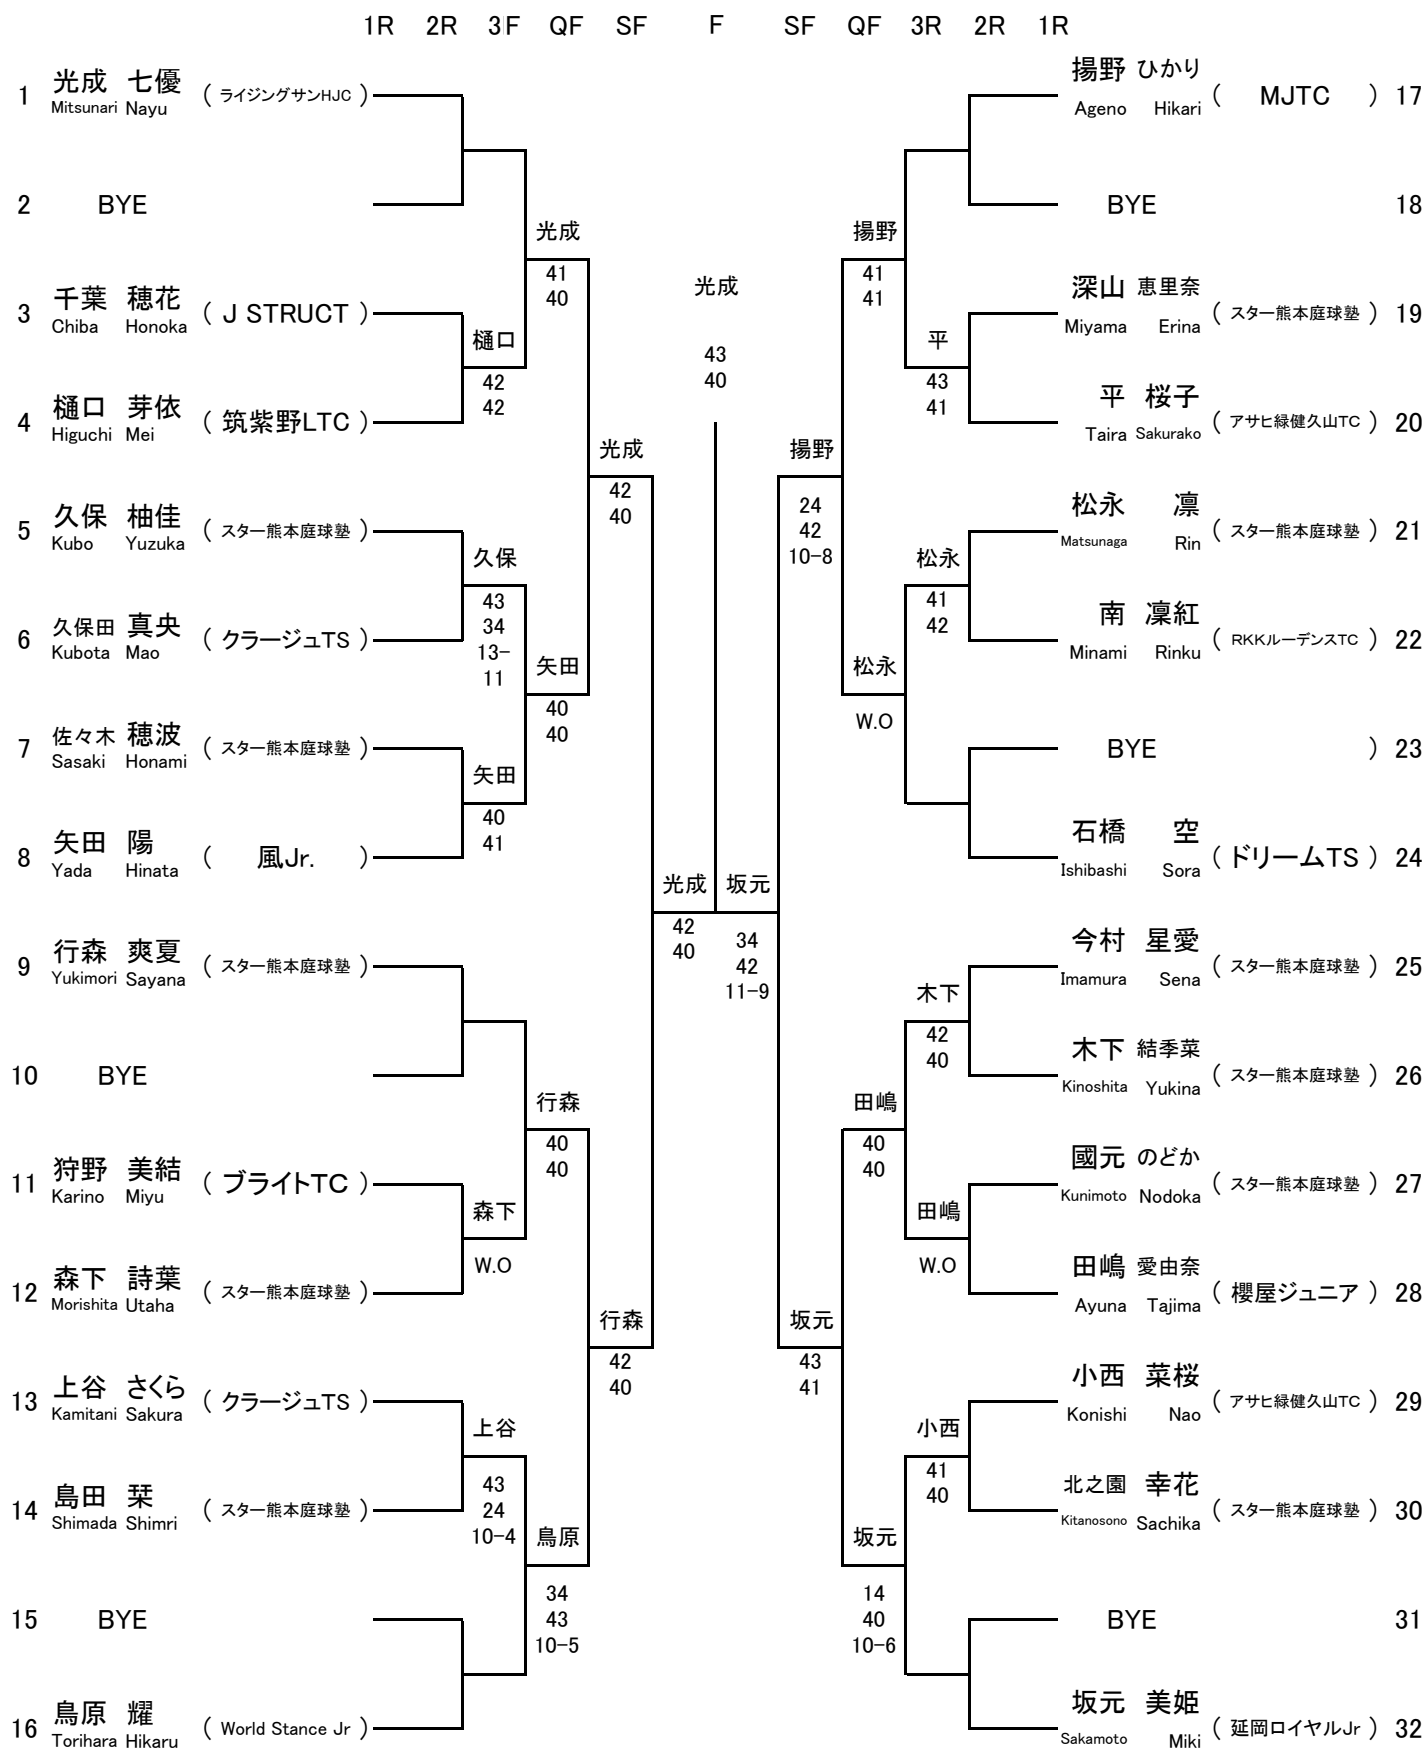 1R 2R 3F QF SF F SF QF 3R 2R 1R
1 光成 七優 ( ライジングサンHJC )
Mitsunari Nayu
2 BYE
3 千葉 穂花 ( J STRUCT )
Chiba Honoka
4 樋口 芽依 ( 筑紫野LTC )
Higuchi Mei
5 久保 柚佳 ( スター熊本庭球塾 )
Kubo Yuzuka
6 久保田 真央 ( クラージュTS )
Kubota Mao
7 佐々木 穂波 ( スター熊本庭球塾 )
Sasaki Honami
8 矢田 陽 ( 風Jr. )
Yada Hinata
9 行森 爽夏 ( スター熊本庭球塾 )
Yukimori Sayana
10 BYE
11 狩野 美結 ( ブライトTC )
Karino Miyu
12 森下 詩葉 ( スター熊本庭球塾 )
Morishita Utaha
13 上谷 さくら ( クラージュTS )
Kamitani Sakura
14 島田 栞 ( スター熊本庭球塾 )
Shimada Shimri
15 BYE
16 鳥原 耀 ( World Stance Jr )
Torihara Hikaru
樋口
42
42
久保
43
34
13-
11
矢田
40
41
森下
W.O
上谷
43
24
10-4
光成
41
40
矢田
40
40
行森
40
40
鳥原
34
43
10-5
光成
42
40
行森
42
40
光成
42
40
光成
43
40
坂元
34
42
11-9
揚野
24
42
10-8
坂元
43
41
揚野
41
41
松永
W.O
田嶋
40
40
坂元
14
40
10-6
平
43
41
松永
41
42
木下
42
40
田嶋
W.O
小西
41
40
揚野 ひかり ( MJTC ) 17
Ageno Hikari
BYE 18
深山 恵里奈 ( スター熊本庭球塾 ) 19
Miyama Erina
平 桜子 ( アサヒ緑健久山TC ) 20
Taira Sakurako
松永 凛 ( スター熊本庭球塾 ) 21
Matsunaga Rin
南 凜紅 ( RKKルーデンスTC ) 22
Minami Rinku
BYE ) 23
石橋 空 ( ドリームTS ) 24
Ishibashi Sora
今村 星愛 ( スター熊本庭球塾 ) 25
Imamura Sena
木下 結季菜 ( スター熊本庭球塾 ) 26
Kinoshita Yukina
國元 のどか ( スター熊本庭球塾 ) 27
Kunimoto Nodoka
田嶋 愛由奈 ( 櫻屋ジュニア ) 28
Ayuna Tajima
小西 菜桜 ( アサヒ緑健久山TC ) 29
Konishi Nao
北之園 幸花 ( スター熊本庭球塾 ) 30
Kitanosono Sachika
BYE 31
坂元 美姫 ( 延岡ロイヤルJr ) 32
Sakamoto Miki